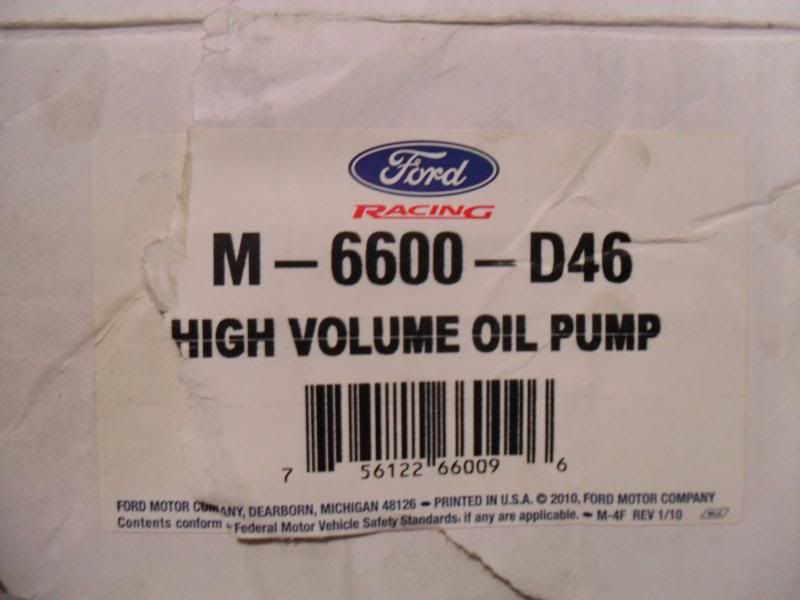 Ford
RACING
M-6600-D46
HIGH VOLUME OIL PUMP
7 56122 66009 6
FORD MOTOR COMPANY, DEARBORN, MICHIGAN 48126 – PRINTED IN U.S.A. © 2010, FORD MOTOR COMPANY
Contents conform Federal Motor Vehicle Safety Standards, if any are applicable. – M-4F REV 1/10